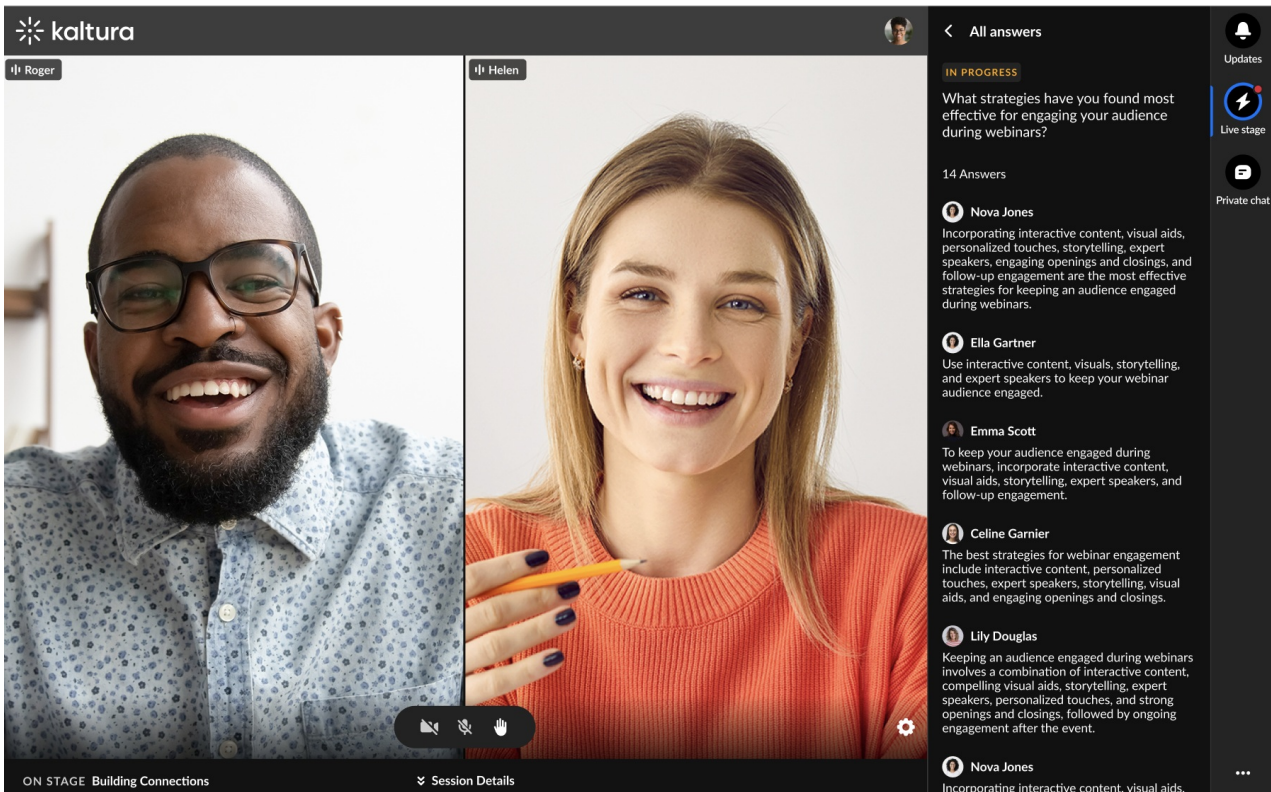 kaltura
Roger
Helen
ON STAGE Building Connections
Session Details
All answers
IN PROGRESS
What strategies have you found most
effective for engaging your audience
during webinars?
14 Answers
Nova Jones
Incorporating interactive content, visual aids,
personalized touches, storytelling, expert
speakers, engaging openings and closings, and
follow-up engagement are the most effective
strategies for keeping an audience engaged
during webinars.
Ella Gartner
Use interactive content, visuals, storytelling,
and expert speakers to keep your webinar
audience engaged.
Emma Scott
To keep your audience engaged during
webinars, incorporate interactive content,
visual aids, storytelling, expert speakers, and
follow-up engagement.
Celine Garnier
The best strategies for webinar engagement
include interactive content, personalized
touches, expert speakers, storytelling, visual
aids, and engaging openings and closings.
Lily Douglas
Keeping an audience engaged during webinars
involves a combination of interactive content,
compelling visual aids, storytelling, expert
speakers, personalized touches, and strong
openings and closings, followed by ongoing
engagement after the event.
Nova Jones
Incorporating interactive content, visual aids,
Updates
Live stage
Private chat